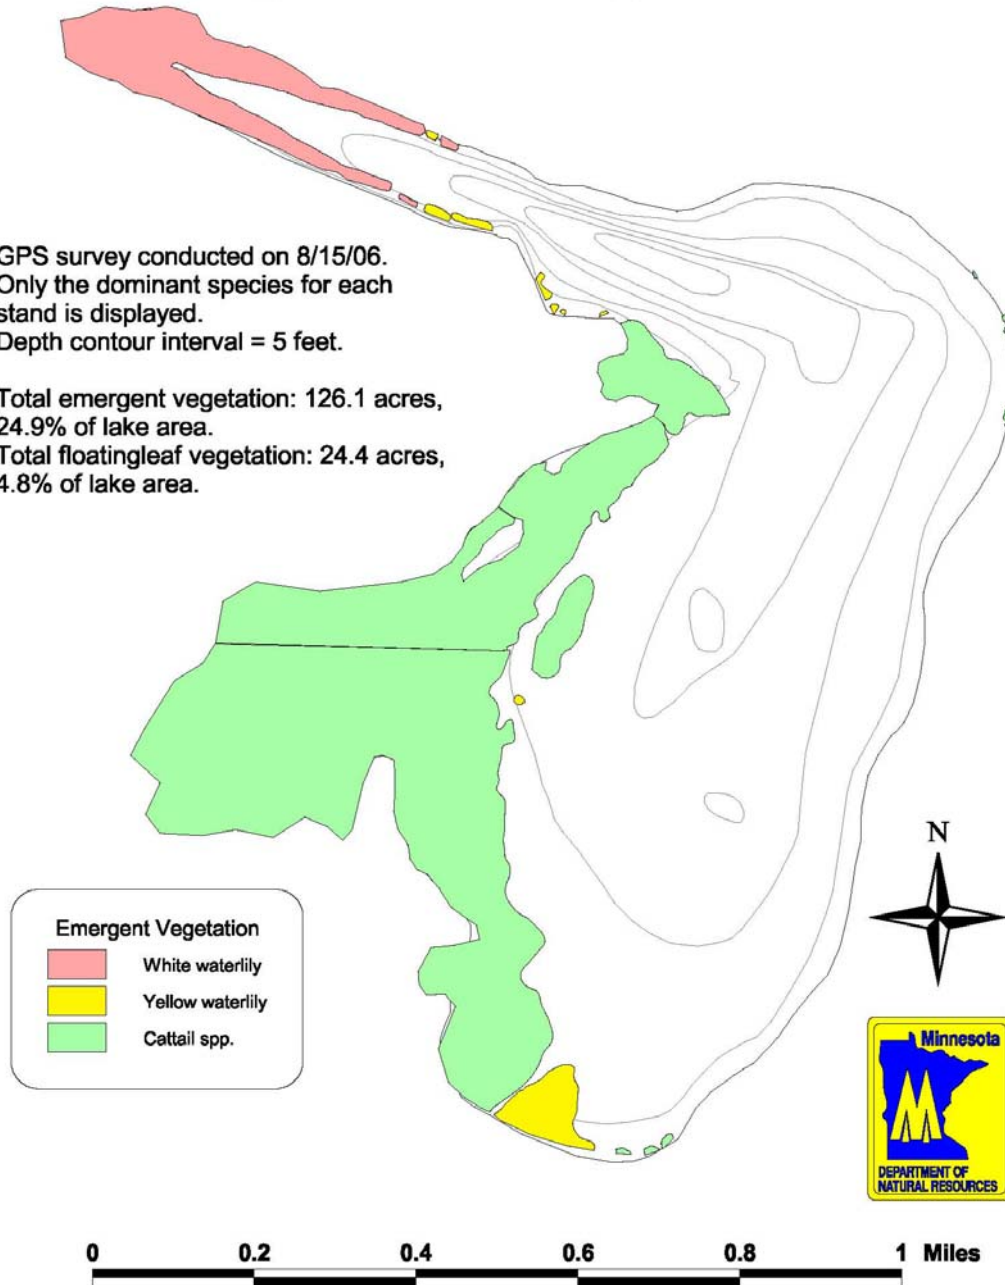 GPS survey conducted on 8/15/06.
Only the dominant species for each
stand is displayed.
Depth contour interval = 5 feet.
Total emergent vegetation: 126.1 acres,
24.9% of lake area.
Total floatingleaf vegetation: 24.4 acres,
4.8% of lake area.
N
Emergent Vegetation
White waterlily
Yellow waterlily
Cattail spp.
Minnesota
DEPARTMENT OF
NATURAL RESOURCES
0 0.2 0.4 0.6 0.8 1 Miles